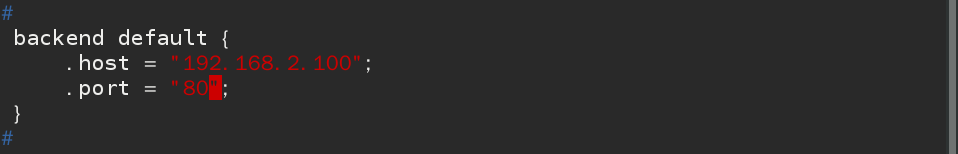 #
backend default {
.host = "192.168.2.100";
.port = "80";
}
#